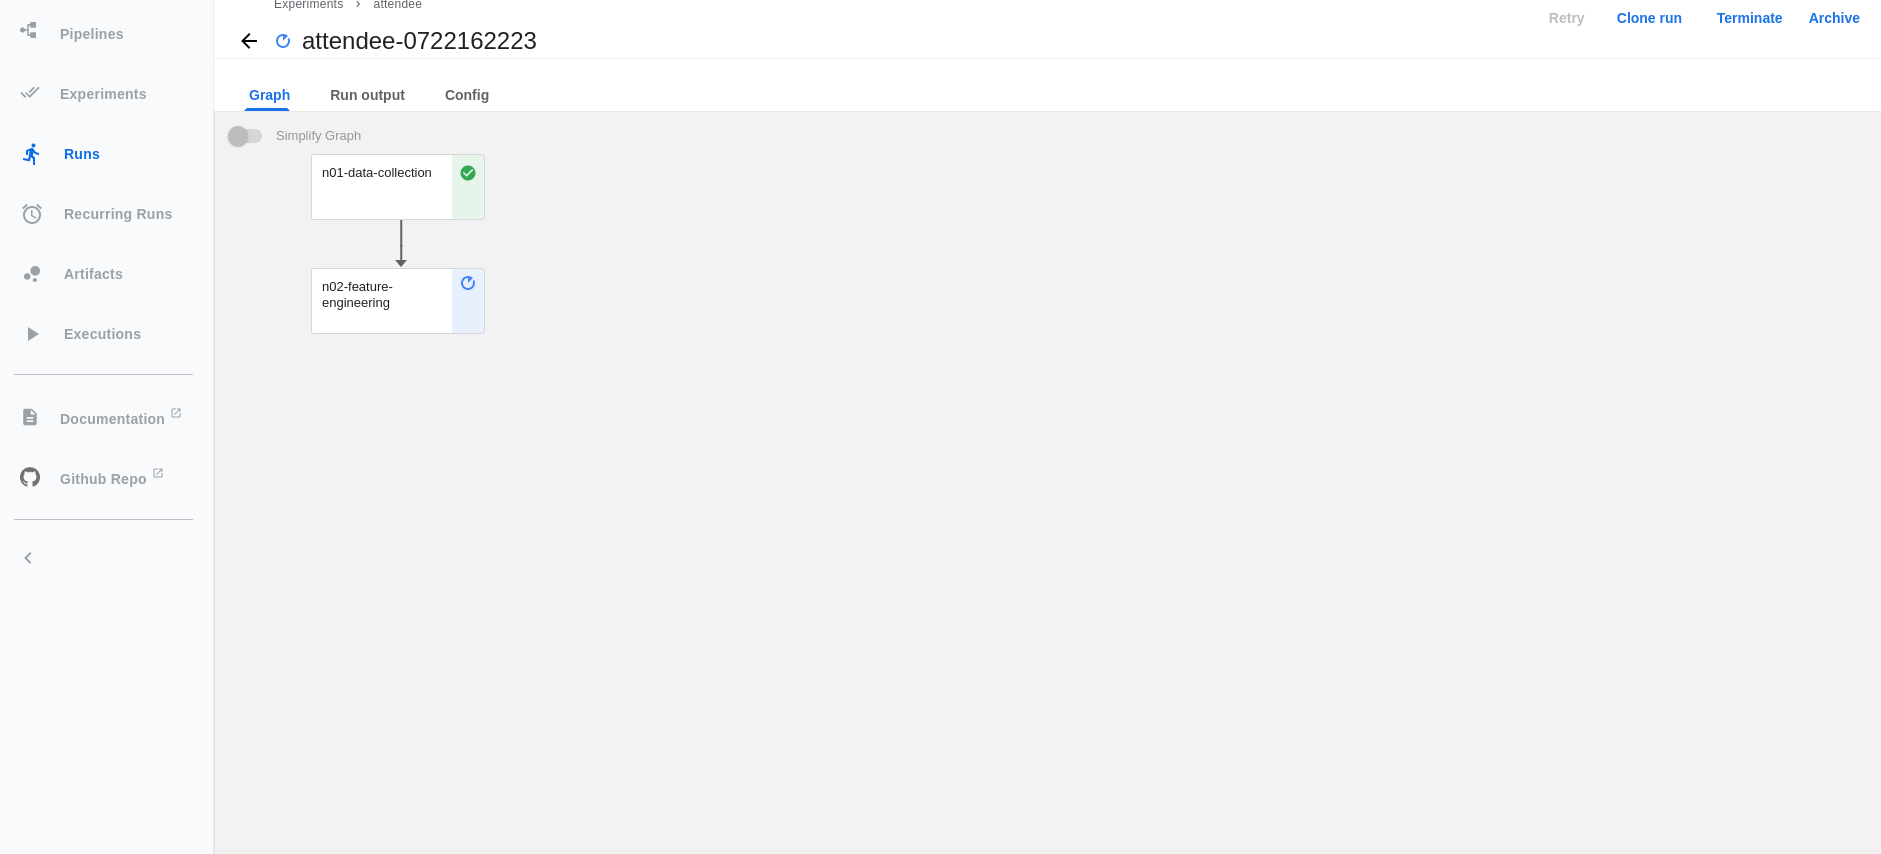 Experiments > attendee
Retry
Clone run
Terminate
Archive
attendee-0722162223
Pipelines
Experiments
Runs
Recurring Runs
Artifacts
Executions
Documentation
Github Repo
Graph
Run output
Config
Simplify Graph
n01-data-collection
n02-feature-
engineering